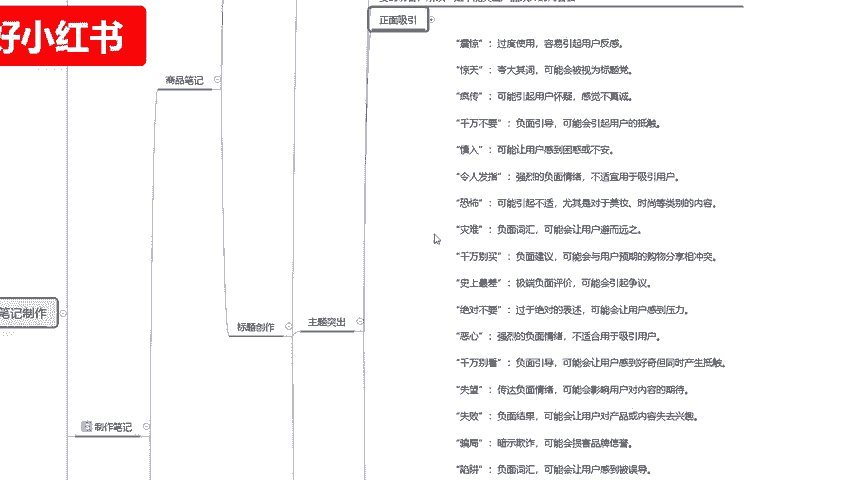 好小红书
正面吸引
商品笔记
笔记制作
标题创作
主题突出
制作笔记
“震惊”：过度使用，容易引起用户反感。
“惊天”：夸大其词，可能会被视为标题党。
“疯传”：可能引起用户怀疑，感觉不真诚。
“千万不要”：负面引导，可能会引起用户的抵触。
“慎入”：可能让用户感到困惑或不安。
“令人发指”：强烈的负面情绪，不适宜用于吸引用户。
“恐怖”：可能引起不适，尤其是对于美妆、时尚等类别的内容。
“灾难”：负面词汇，可能会让用户避而远之。
“千万别买”：负面建议，可能会与用户预期的购物分享相冲突。
“史上最差”：极端负面评价，可能会引起争议。
“绝对不要”：过于绝对的表述，可能会让用户感到压力。
“恶心”：强烈的负面情绪，不适合用于吸引用户。
“千万别看”：负面引导，可能会让用户感到好奇但同时产生抵触。
“失望”：传达负面情绪，可能会影响用户对内容的期待。
“失败”：负面结果，可能会让用户对产品或内容失去兴趣。
“骗局”：暗示欺诈，可能会损害品牌信誉。
“陷阱”：负面词汇，可能会让用户感到被误导。